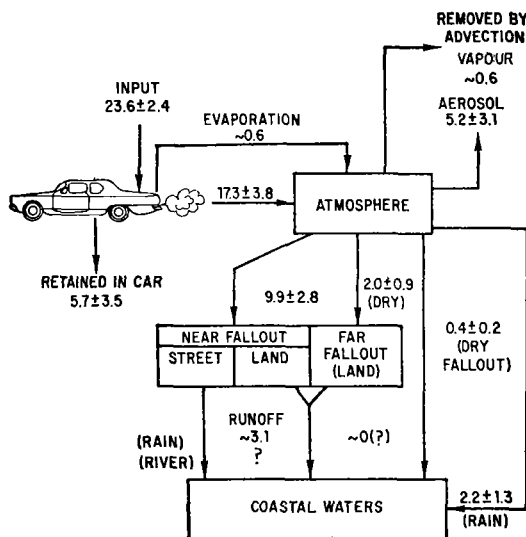 REMOVED BY
ADVECTION
VAPOUR
~0.6
AEROSOL
5.2±3.1
INPUT
23.6±2.4
EVAPORATION
~0.6
17.3±3.8
ATMOSPHERE
RETAINED IN CAR
5.7±3.5
9.9±2.8
2.0±0.9
(DRY)
0.4±0.2
(DRY
FALLOUT)
NEAR FALLOUT
STREET
LAND
FAR
FALLOUT
(LAND)
(RAIN)
(RIVER)
RUNOFF
~3.1
?
~0(?)
COASTAL WATERS
2.2±1.3
(RAIN)